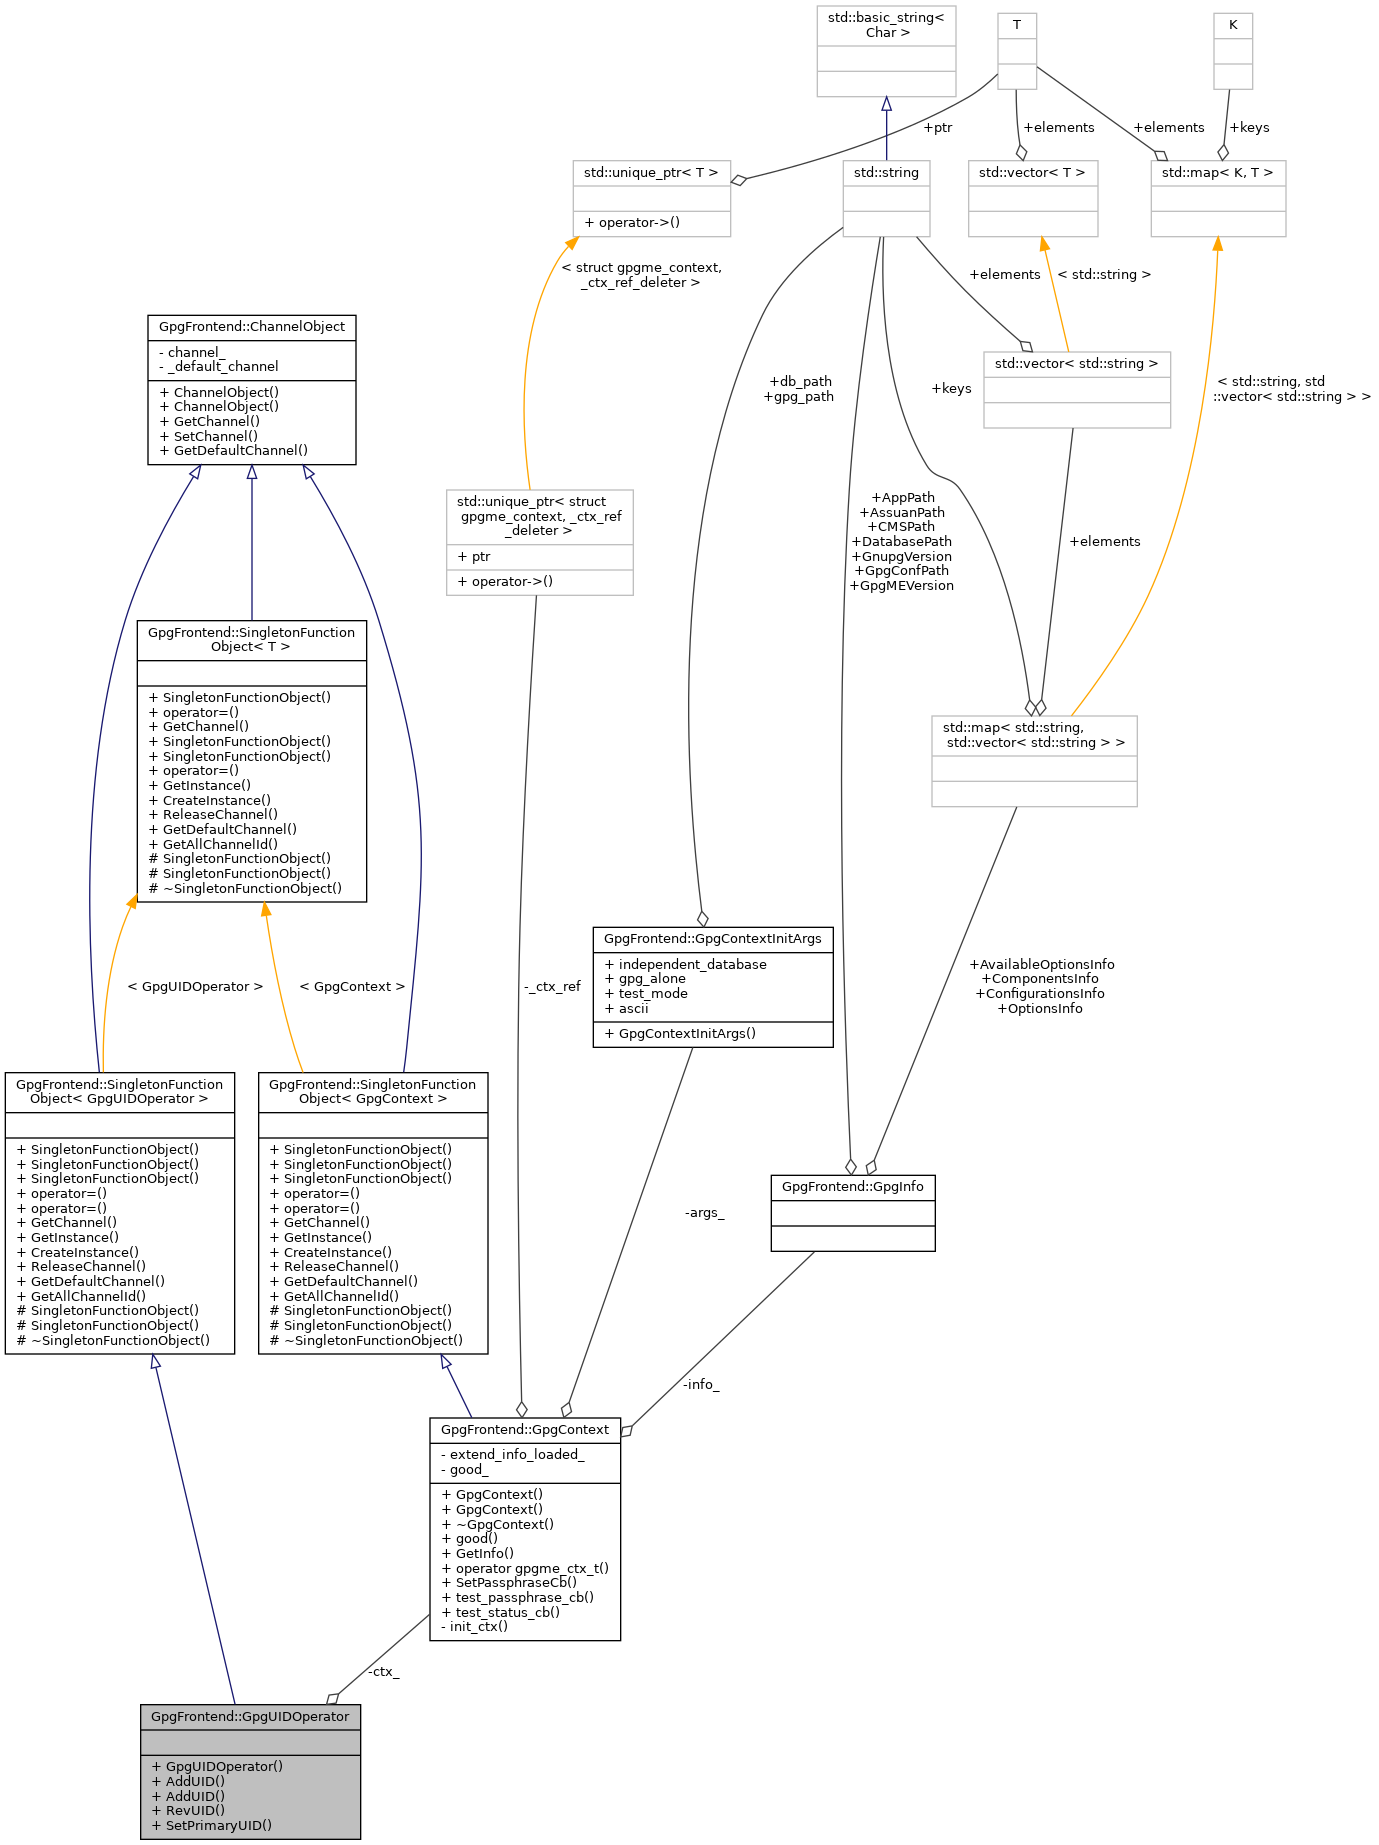 std::basic_string<
Char >
T
K
+ptr
+elements
+elements
+keys
std::unique_ptr< T >
+ operator->()
std::string
std::vector< T >
std::map< K, T >
< struct gpgme_context,
_ctx_ref_deleter >
+elements
< std::string >
GpgFrontend::ChannelObject
- channel_
- _default_channel
+ ChannelObject()
+ ChannelObject()
+ GetChannel()
+ SetChannel()
+ GetDefaultChannel()
+db_path
+gpg_path
+keys
std::vector< std::string >
< std::string, std
::vector< std::string > >
std::unique_ptr< struct
gpgme_context, _ctx_ref
_deleter >
+ ptr
+ operator->()
+AppPath
+AssuanPath
+CMSPath
+DatabasePath
+GnupgVersion
+GpgConfPath
+GpgMEVersion
+elements
GpgFrontend::SingletonFunction
Object< T >
+ SingletonFunctionObject()
+ operator=()
+ GetChannel()
+ SingletonFunctionObject()
+ SingletonFunctionObject()
+ operator=()
+ GetInstance()
+ CreateInstance()
+ ReleaseChannel()
+ GetDefaultChannel()
+ GetAllChannelId()
# SingletonFunctionObject()
# SingletonFunctionObject()
# ~SingletonFunctionObject()
std::map< std::string,
std::vector< std::string > >
< GpgUIDOperator >
< GpgContext >
-_ctx_ref
GpgFrontend::GpgContextInitArgs
+ independent_database
+ gpg_alone
+ test_mode
+ ascii
+ GpgContextInitArgs()
+AvailableOptionsInfo
+ComponentsInfo
+ConfigurationsInfo
+OptionsInfo
GpgFrontend::SingletonFunction
Object< GpgUIDOperator >
+ SingletonFunctionObject()
+ SingletonFunctionObject()
+ SingletonFunctionObject()
+ operator=()
+ operator=()
+ GetChannel()
+ GetInstance()
+ CreateInstance()
+ ReleaseChannel()
+ GetDefaultChannel()
+ GetAllChannelId()
# SingletonFunctionObject()
# SingletonFunctionObject()
# ~SingletonFunctionObject()
GpgFrontend::SingletonFunction
Object< GpgContext >
+ SingletonFunctionObject()
+ SingletonFunctionObject()
+ SingletonFunctionObject()
+ operator=()
+ operator=()
+ GetChannel()
+ GetInstance()
+ CreateInstance()
+ ReleaseChannel()
+ GetDefaultChannel()
+ GetAllChannelId()
# SingletonFunctionObject()
# SingletonFunctionObject()
# ~SingletonFunctionObject()
-args_
GpgFrontend::GpgInfo
-info_
GpgFrontend::GpgContext
- extend_info_loaded_
- good_
+ GpgContext()
+ GpgContext()
+ ~GpgContext()
+ good()
+ GetInfo()
+ operator gpgme_ctx_t()
+ SetPassphraseCb()
+ test_passphrase_cb()
+ test_status_cb()
- init_ctx()
-ctx_
GpgFrontend::GpgUIDOperator
+ GpgUIDOperator()
+ AddUID()
+ AddUID()
+ RevUID()
+ SetPrimaryUID()